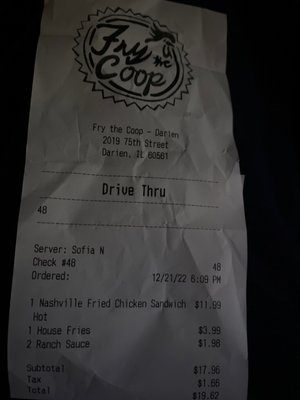 Fry the Coop
Fry the Coop - Darien
2019 75th Street
Darien, IL 60561
Drive Thru
48
Server: Sofia N
Check #48 48
Ordered: 12/21/22 6:09 PM
1 Nashville Fried Chicken Sandwich $11.99
Hot
1 House Fries $3.99
2 Ranch Sauce $1.98
Subtotal $17.96
Tax $1.66
Total $19.62